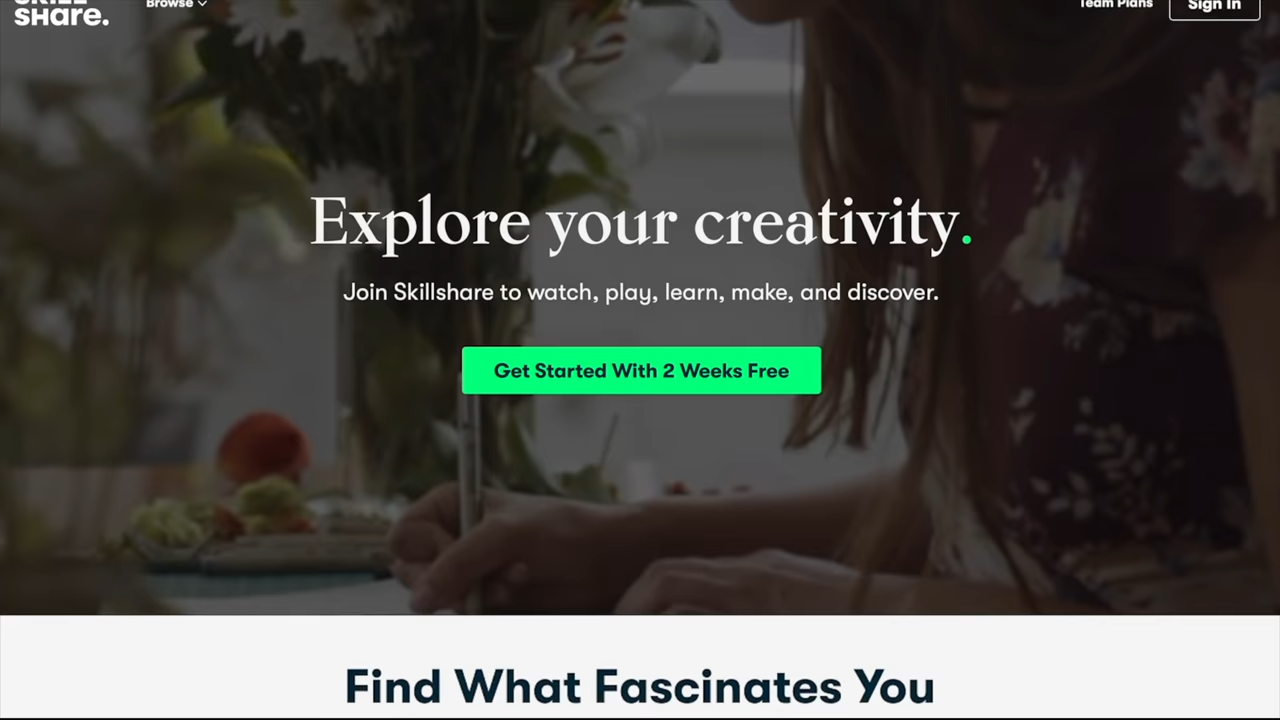 SKILL
share.
Browse
Team Plans
Sign In
Explore your creativity.
Join Skillshare to watch, play, learn, make, and discover.
Get Started With 2 Weeks Free
Find What Fascinates You